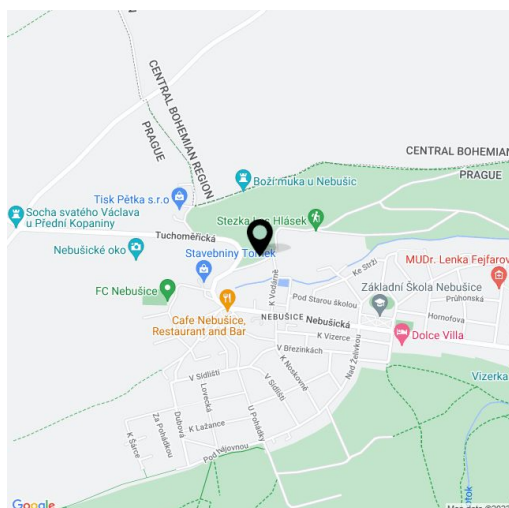 CENTRAL BOHEMIAN REGION
PRAGUE
CENTRAL BOHEMIAN
PRAGUE
Boží muka u Nebušic
Tisk Pětka s.r.o
Socha svatého Václava
u Přední Kopaniny
Stezka Hlásek
Tuchoměřická
Nebušické oko
Stavebniny
MUDr. Lenka Fejfarov
Ke Strži
K Vodárně
Základní Škola Nebušice
FC Nebušice
Pod Starou školou
Průhonská
Cafe Nebušice,
Restaurant and Bar
NEBUŠICE
Nebušická
Hornofova
K Vizerce
Dolce Villa
V Březinkách
Nad Želivkou
K Noskovně
Vizerka
V Sídlišti
V Sídlišti
Lovecká
U Pohádky
Za Pohádkou
Dubová
K Lažance
K Šárce
Google